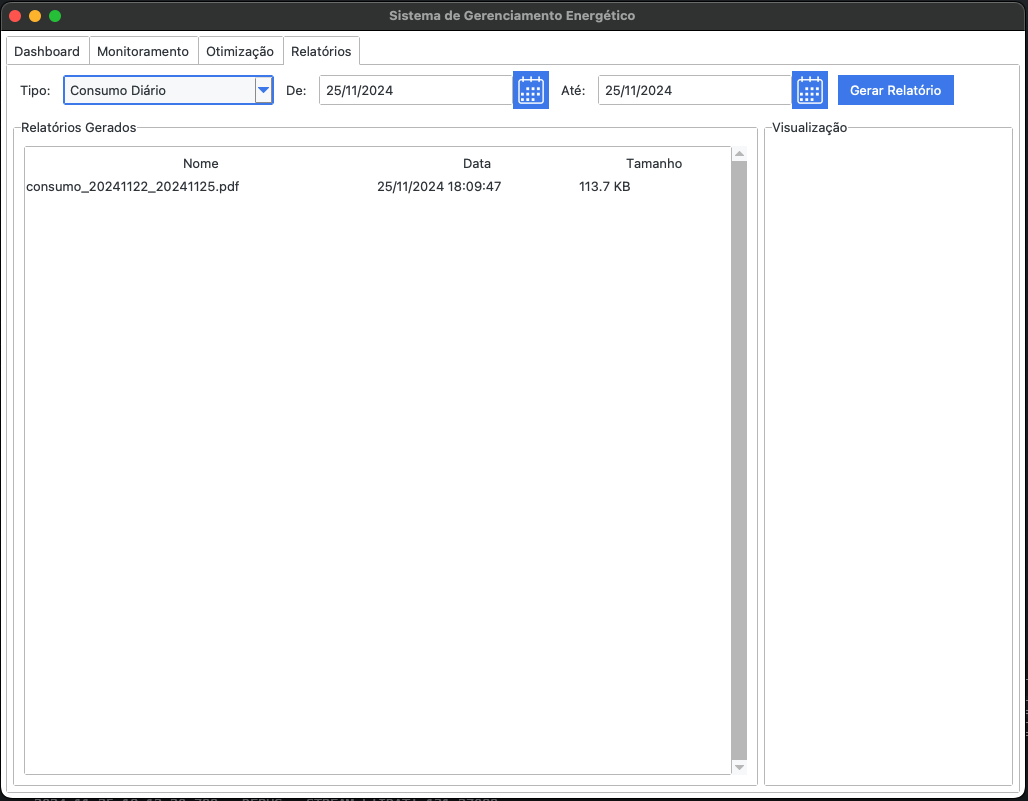 Sistema de Gerenciamento Energético
Dashboard Monitoramento Otimização Relatórios
Tipo: Consumo Diário De: 25/11/2024 Até: 25/11/2024 Gerar Relatório
Relatórios Gerados Visualização
Nome Data Tamanho
consumo_20241122_20241125.pdf 25/11/2024 18:09:47 113.7 KB